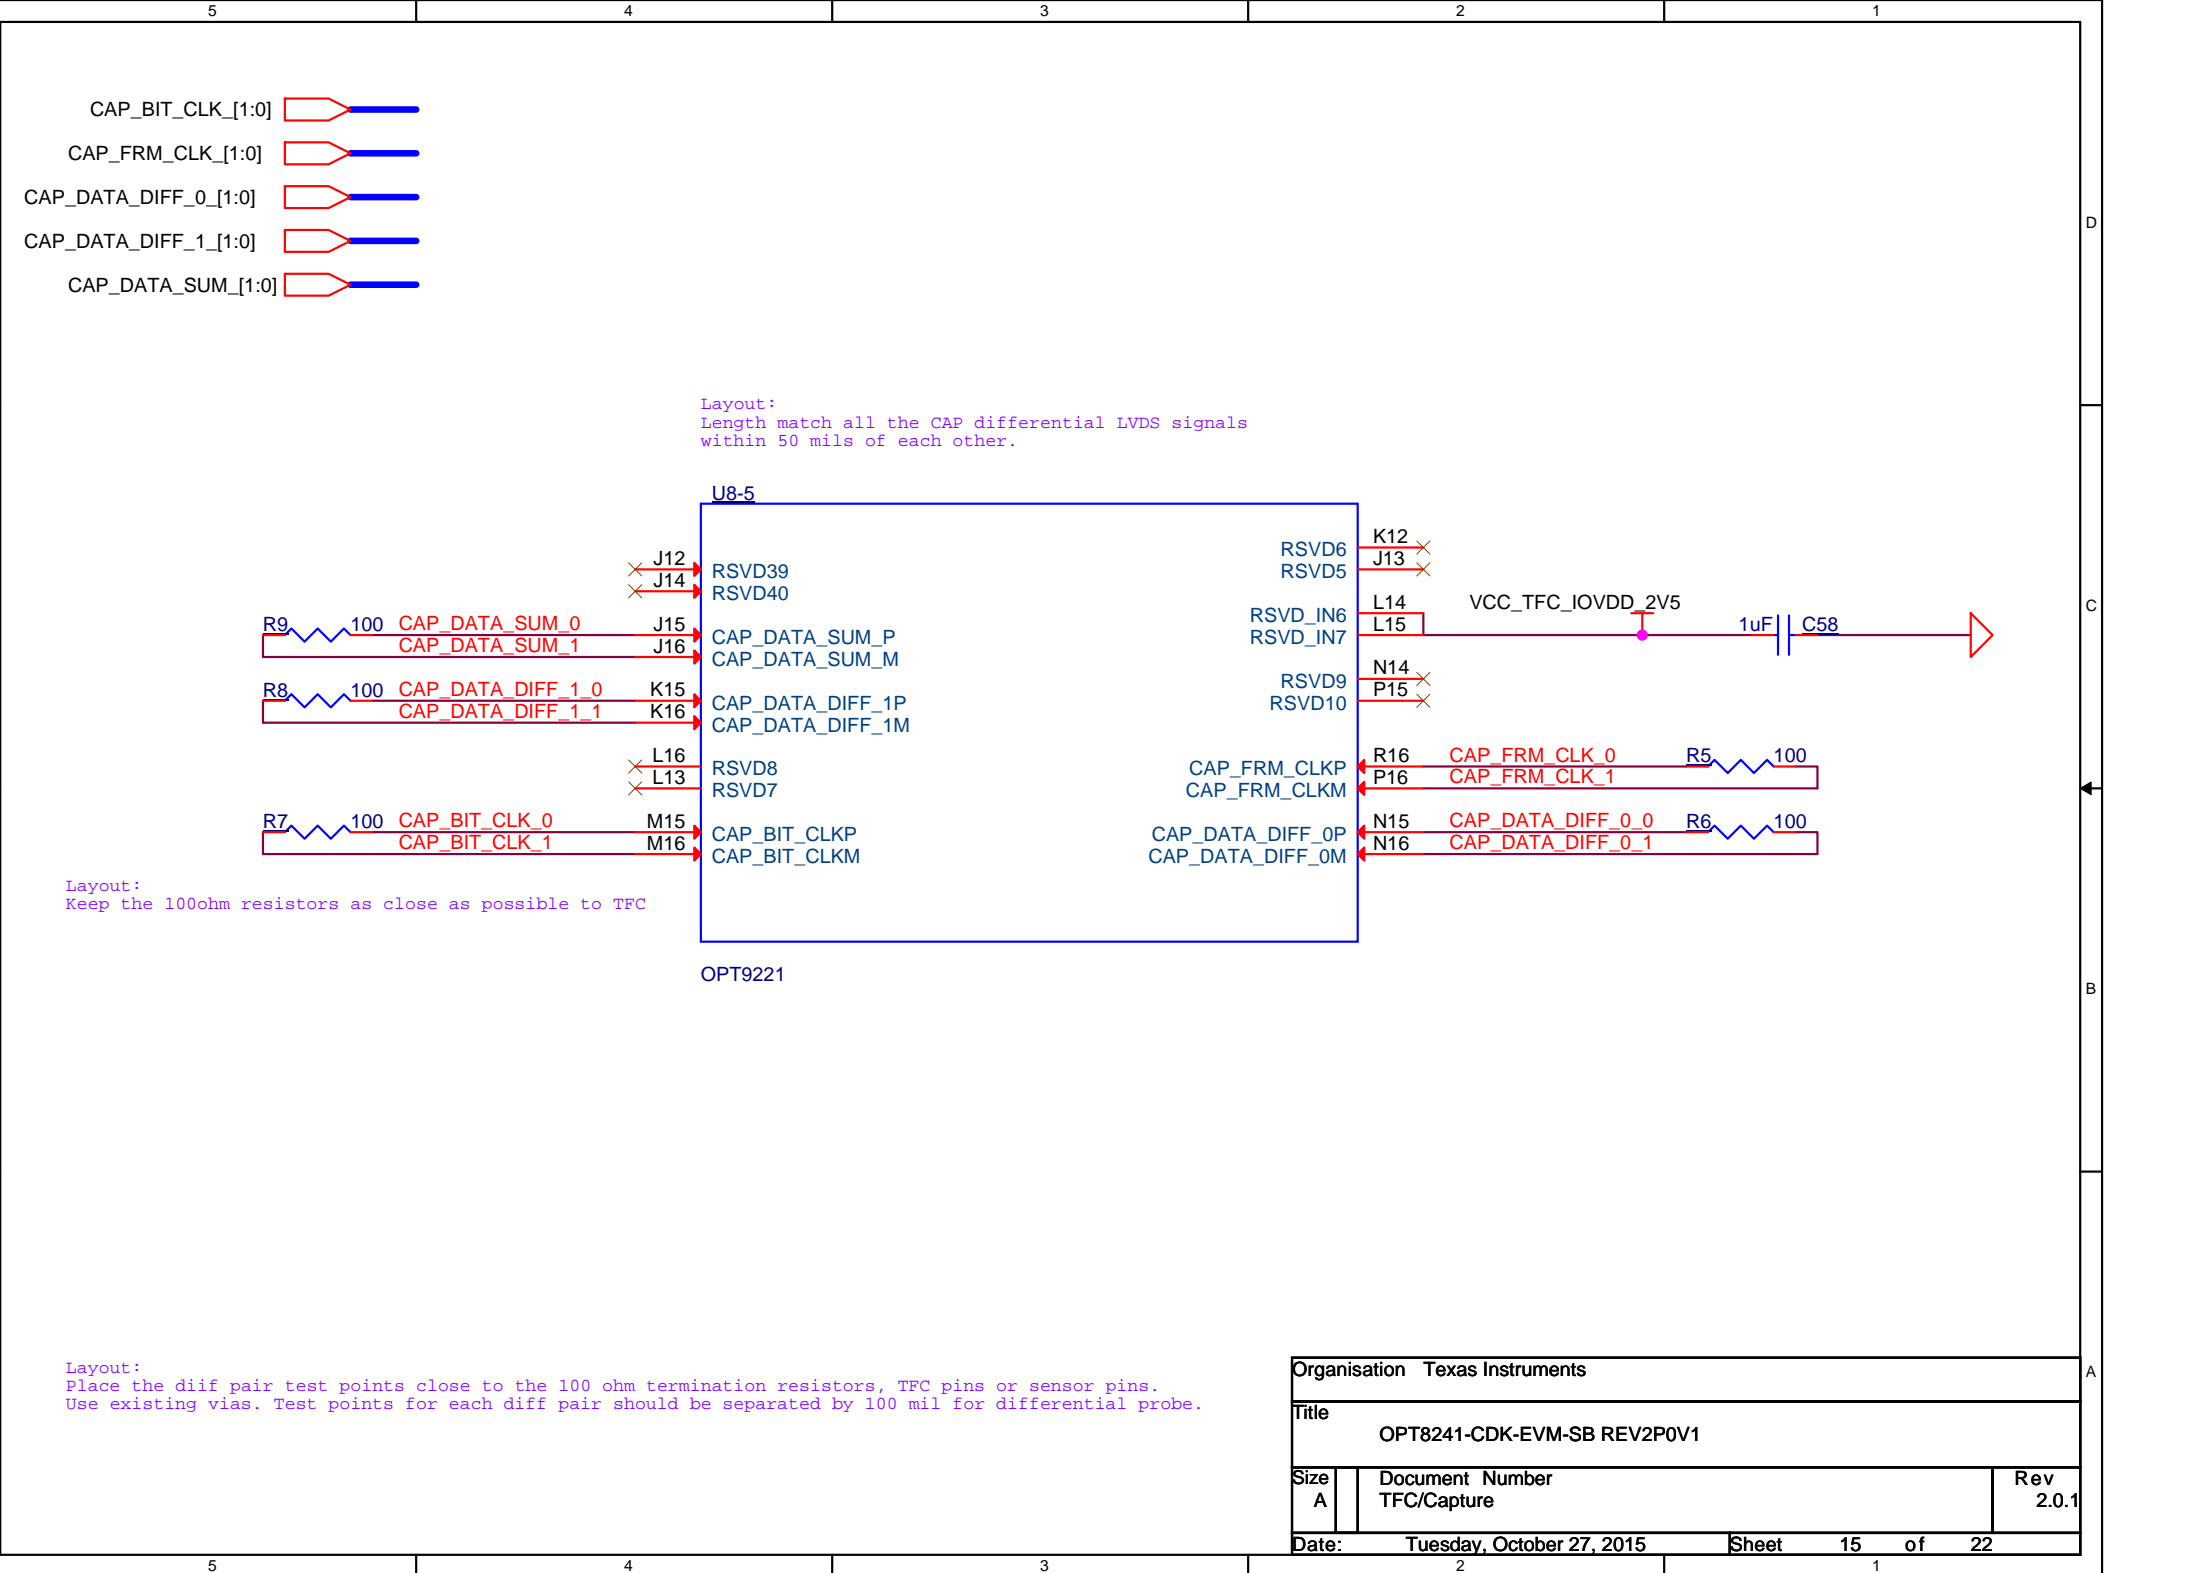 5 4 3 2 1
CAP_BIT_CLK_[1:0]
CAP_FRM_CLK_[1:0]
CAP_DATA_DIFF_0_[1:0]
CAP_DATA_DIFF_1_[1:0]
CAP_DATA_SUM_[1:0]
D
Layout:
Length match all the CAP differential LVDS signals
within 50 mils of each other.
U8-5
J12 RSVD39
J14 RSVD40
R9 100 CAP_DATA_SUM_0 J15 CAP_DATA_SUM_P
CAP_DATA_SUM_1 J16 CAP_DATA_SUM_M
R8 100 CAP_DATA_DIFF_1_0 K15 CAP_DATA_DIFF_1P
CAP_DATA_DIFF_1_1 K16 CAP_DATA_DIFF_1M
L16 RSVD8
L13 RSVD7
R7 100 CAP_BIT_CLK_0 M15 CAP_BIT_CLKP
CAP_BIT_CLK_1 M16 CAP_BIT_CLKM
RSVD6 K12
RSVD5 J13
RSVD_IN6 L14 VCC_TFC_IOVDD_2V5
RSVD_IN7 L15 1uF C58
C
RSVD9 N14
RSVD10 P15
CAP_FRM_CLKP R16 CAP_FRM_CLK_0 R5 100
CAP_FRM_CLKM P16 CAP_FRM_CLK_1
CAP_DATA_DIFF_0P N15 CAP_DATA_DIFF_0_0 R6 100
CAP_DATA_DIFF_0M N16 CAP_DATA_DIFF_0_1
Layout:
Keep the 100ohm resistors as close as possible to TFC
OPT9221
B
Layout:
Place the diif pair test points close to the 100 ohm termination resistors, TFC pins or sensor pins.
Use existing vias. Test points for each diff pair should be separated by 100 mil for differential probe.
A
Organisation Texas Instruments
Title
OPT8241-CDK-EVM-SB REV2P0V1
Size Document Number Rev
A TFC/Capture 2.0.1
Date: Tuesday, October 27, 2015 Sheet 15 of 22
5 4 3 2 1